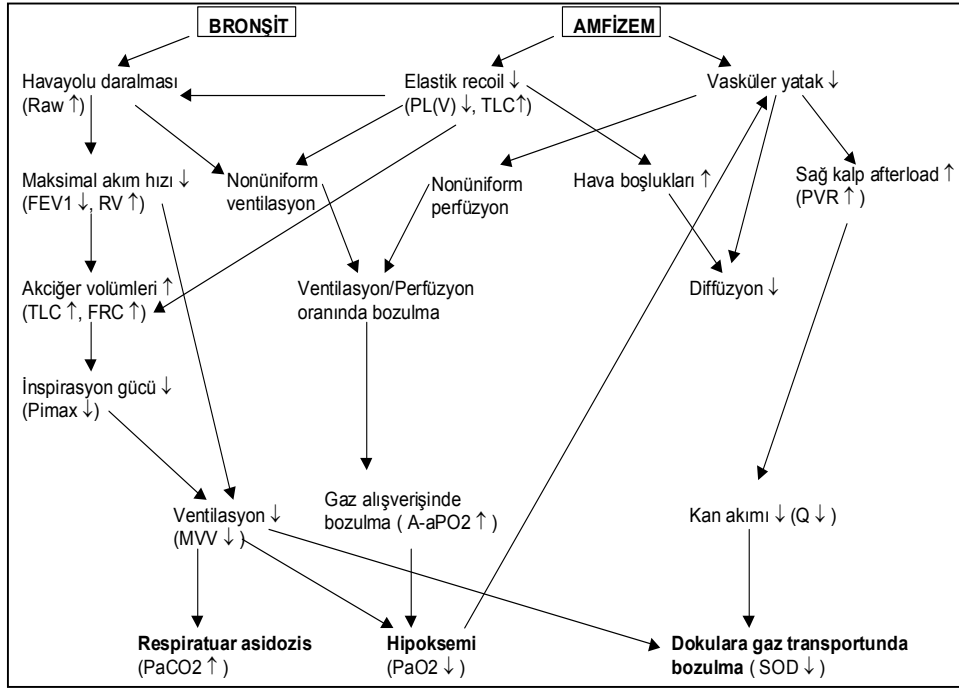 BRONŞİT
AMFİZEM
Havayolu daralması
(Raw ↑)
Elastik recoil ↓
(PL(V) ↓, TLC↑)
Vasküler yatak ↓
Maksimal akım hızı ↓
(FEV1 ↓, RV ↑)
Nonüniform
ventilasyon
Nonüniform
perfüzyon
Hava boşlukları ↑
Sağ kalp afterload ↑
(PVR ↑)
Akciğer volümleri ↑
(TLC ↑, FRC ↑)
Ventilasyon/Perfüzyon
oranında bozulma
Diffüzyon ↓
İnspirasyon gücü ↓
(Pimax ↓)
Ventilasyon ↓
(MVV ↓)
Gaz alışverişinde
bozulma ( A-aPO2 ↑)
Kan akımı ↓ (Q ↓)
Respiratuar asidozis
(PaCO2 ↑)
Hipoksemi
(PaO2 ↓)
Dokulara gaz transportunda
bozulma ( SOD ↓)